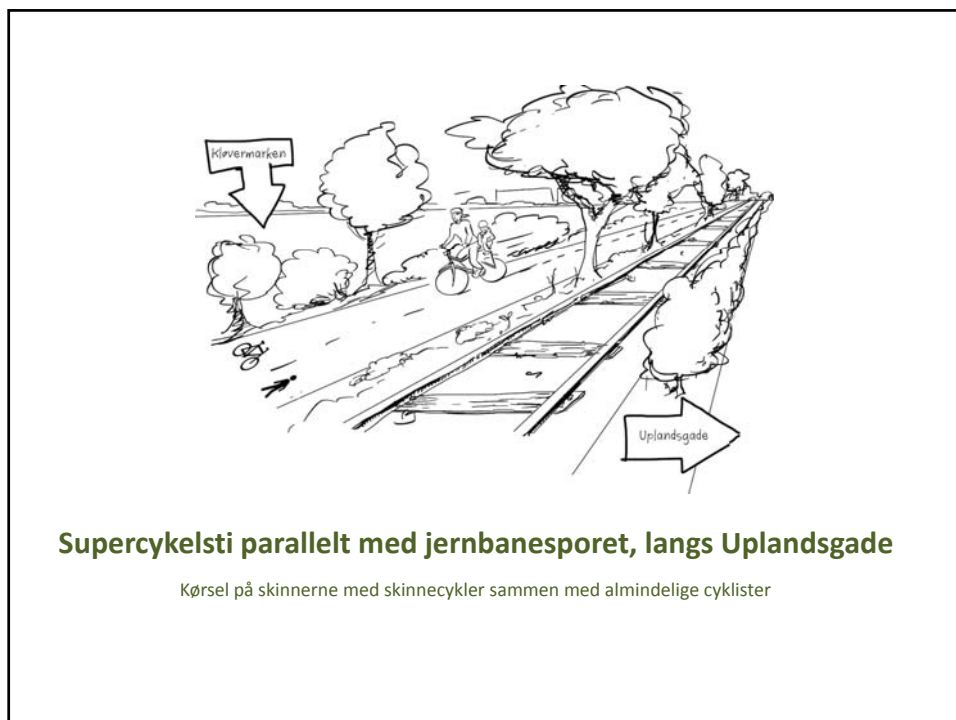 Kløvermarken
Uplandsgade
Supercykelsti parallelt med jernbanesporet, langs Uplandsgade
Kørsel på skinnerne med skinnecykler sammen med almindelige cyklister